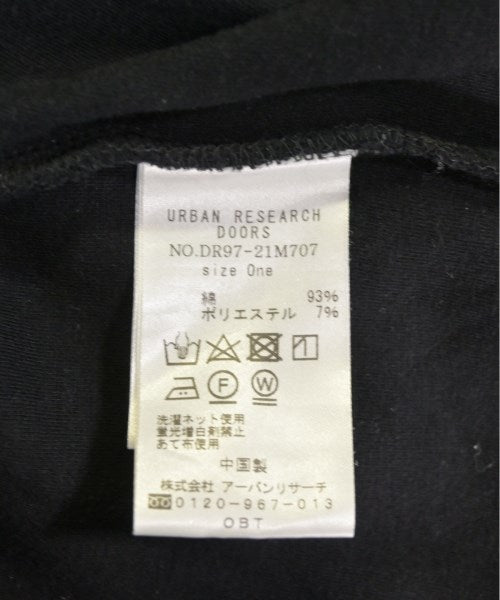 URBAN RESEARCH
DOORS
NO.DR97-21M707
size One
綿 93%
ポリエステル 7%
F W
洗濯ネット使用
蛍光増白剤禁止
あて布使用
中国製
株式会社 アーバンリサーチ
0120-967-013
OBT